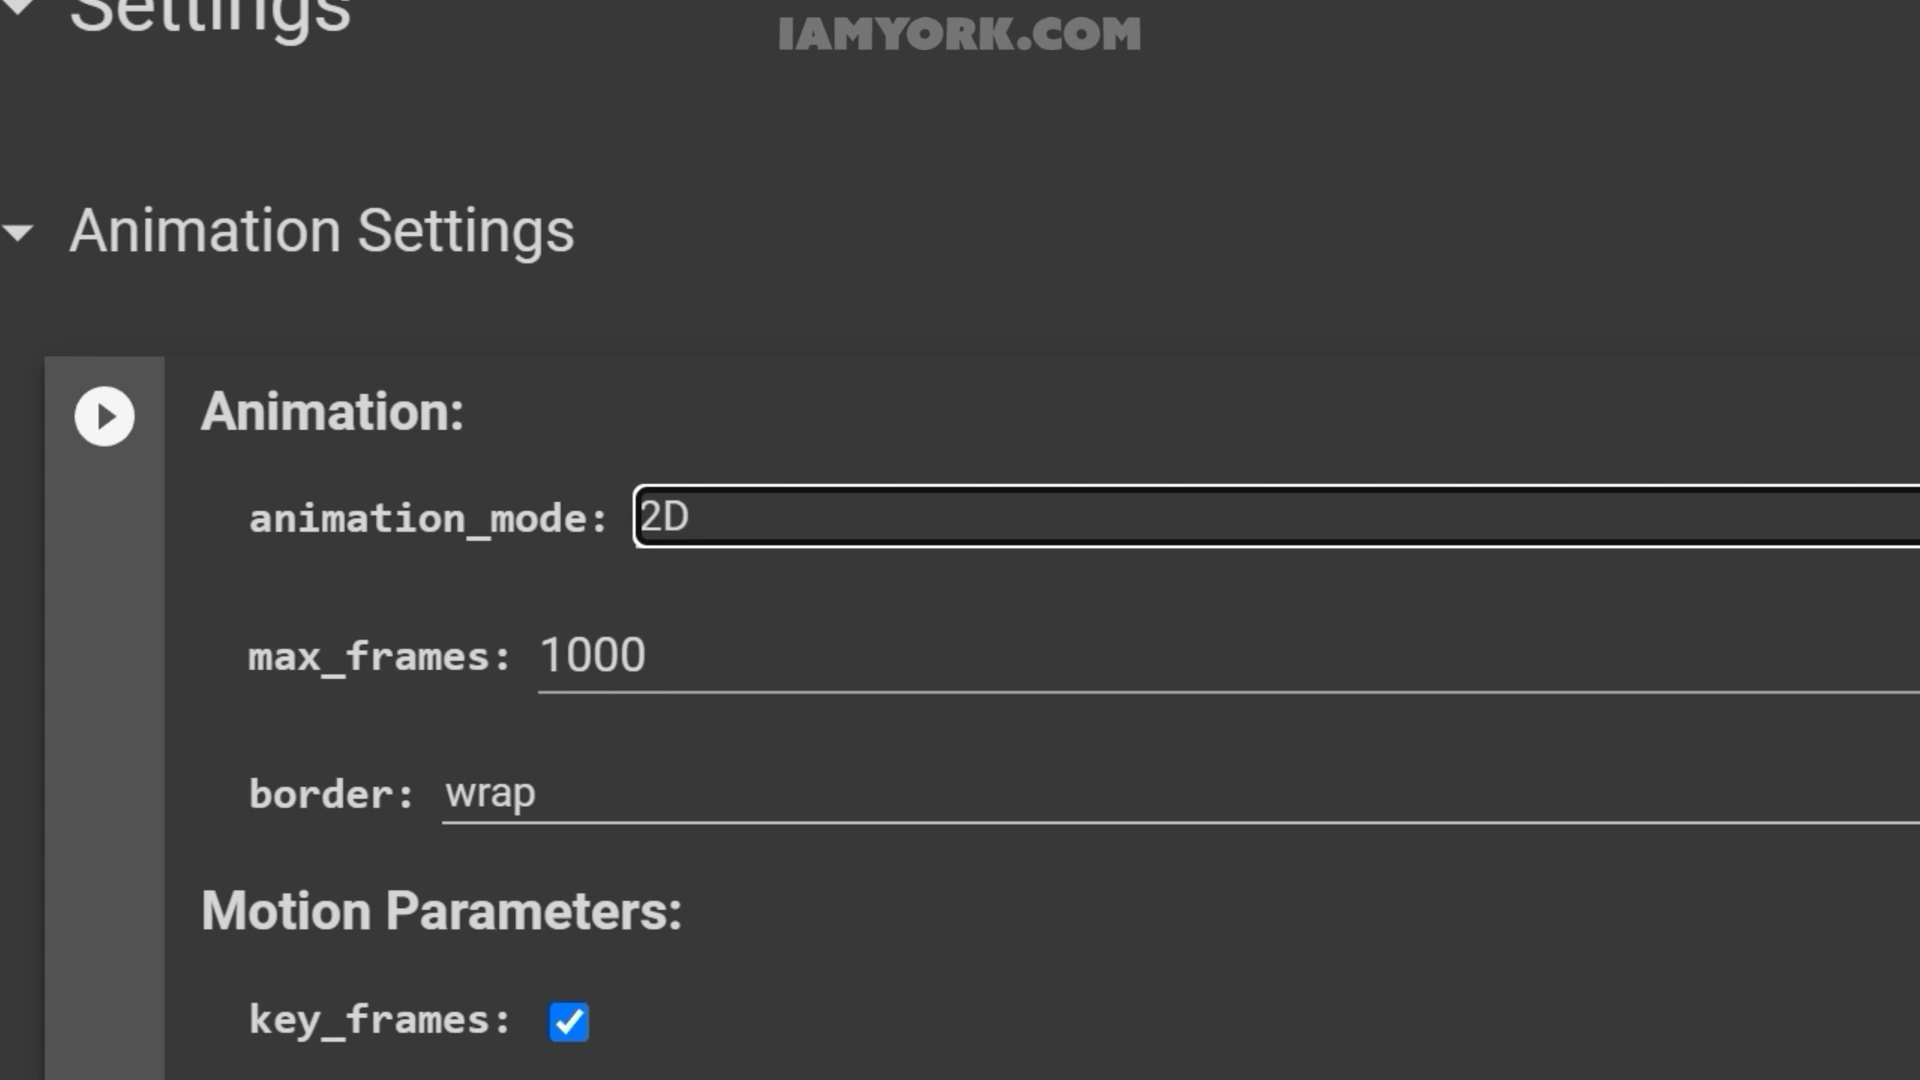 Settings
IAMYORK.COM
Animation Settings
Animation:
animation_mode: 2D
max_frames: 1000
border: wrap
Motion Parameters:
key_frames: